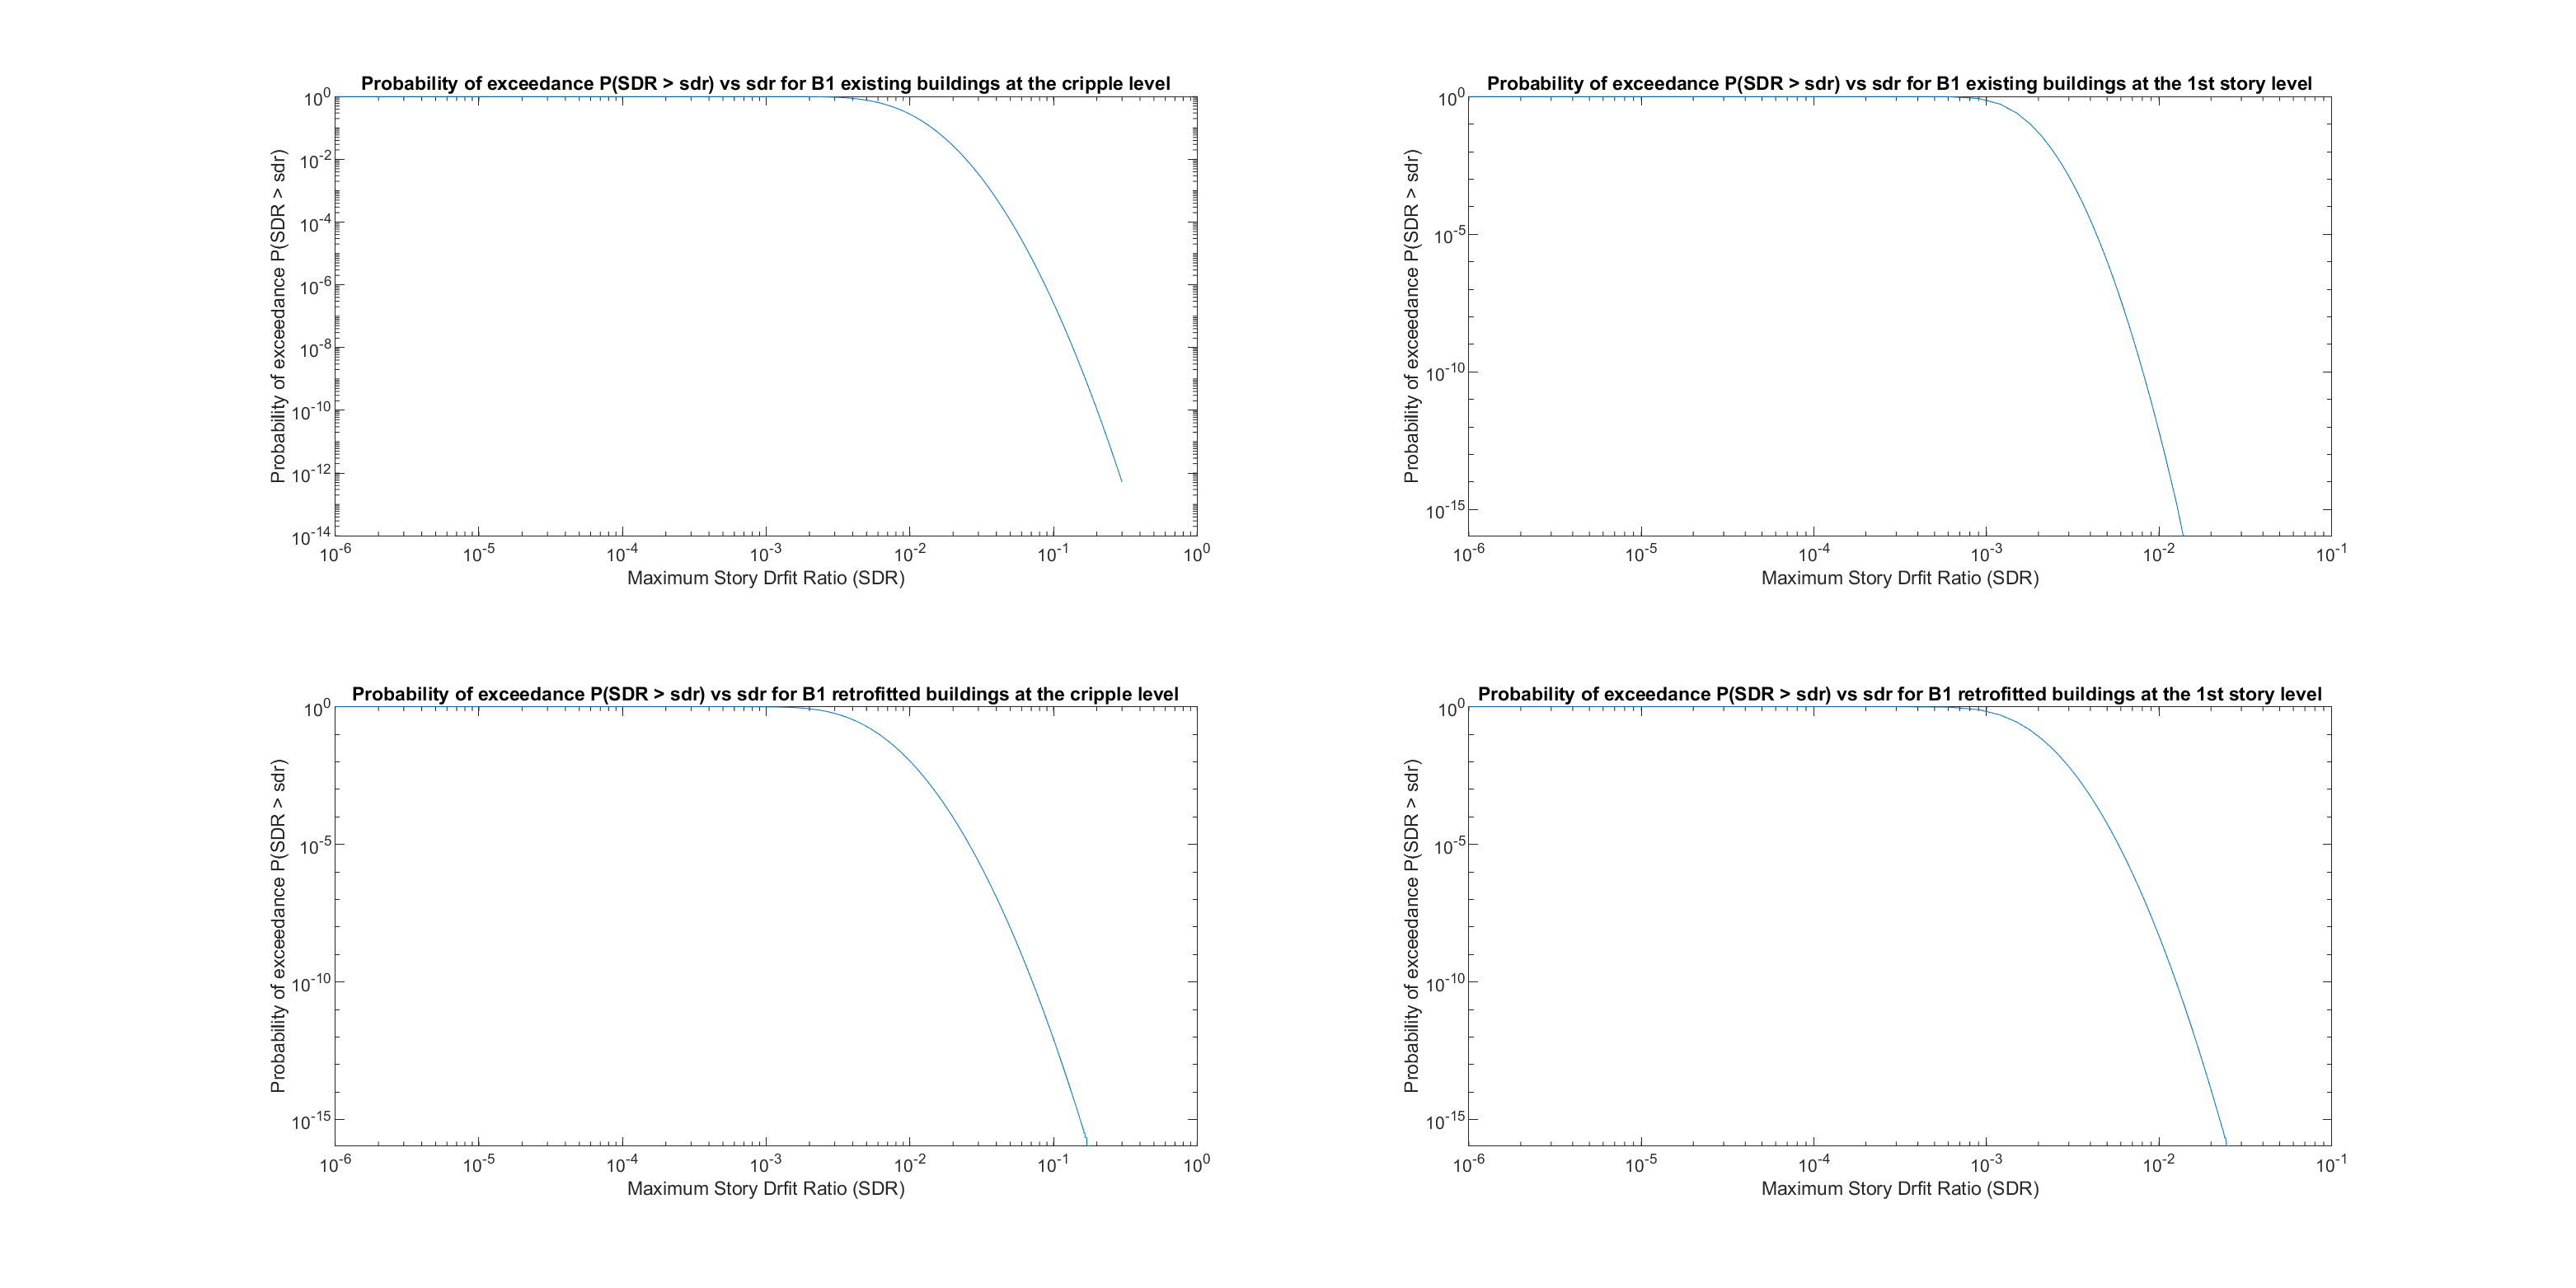 Probability of exceedance P(SDR > sdr) vs sdr for B1 existing buildings at the cripple level
Probability of exceedance P(SDR > sdr)
10^0
10^-2
10^-4
10^-6
10^-8
10^-10
10^-12
10^-14
10^-6 10^-5 10^-4 10^-3 10^-2 10^-1 10^0
Maximum Story Drfit Ratio (SDR)
Probability of exceedance P(SDR > sdr) vs sdr for B1 existing buildings at the 1st story level
Probability of exceedance P(SDR > sdr)
10^0
10^-5
10^-10
10^-15
10^-6 10^-5 10^-4 10^-3 10^-2 10^-1
Maximum Story Drfit Ratio (SDR)
Probability of exceedance P(SDR > sdr) vs sdr for B1 retrofitted buildings at the cripple level
Probability of exceedance P(SDR > sdr)
10^0
10^-5
10^-10
10^-15
10^-6 10^-5 10^-4 10^-3 10^-2 10^-1 10^0
Maximum Story Drfit Ratio (SDR)
Probability of exceedance P(SDR > sdr) vs sdr for B1 retrofitted buildings at the 1st story level
Probability of exceedance P(SDR > sdr)
10^0
10^-5
10^-10
10^-15
10^-6 10^-5 10^-4 10^-3 10^-2 10^-1
Maximum Story Drfit Ratio (SDR)